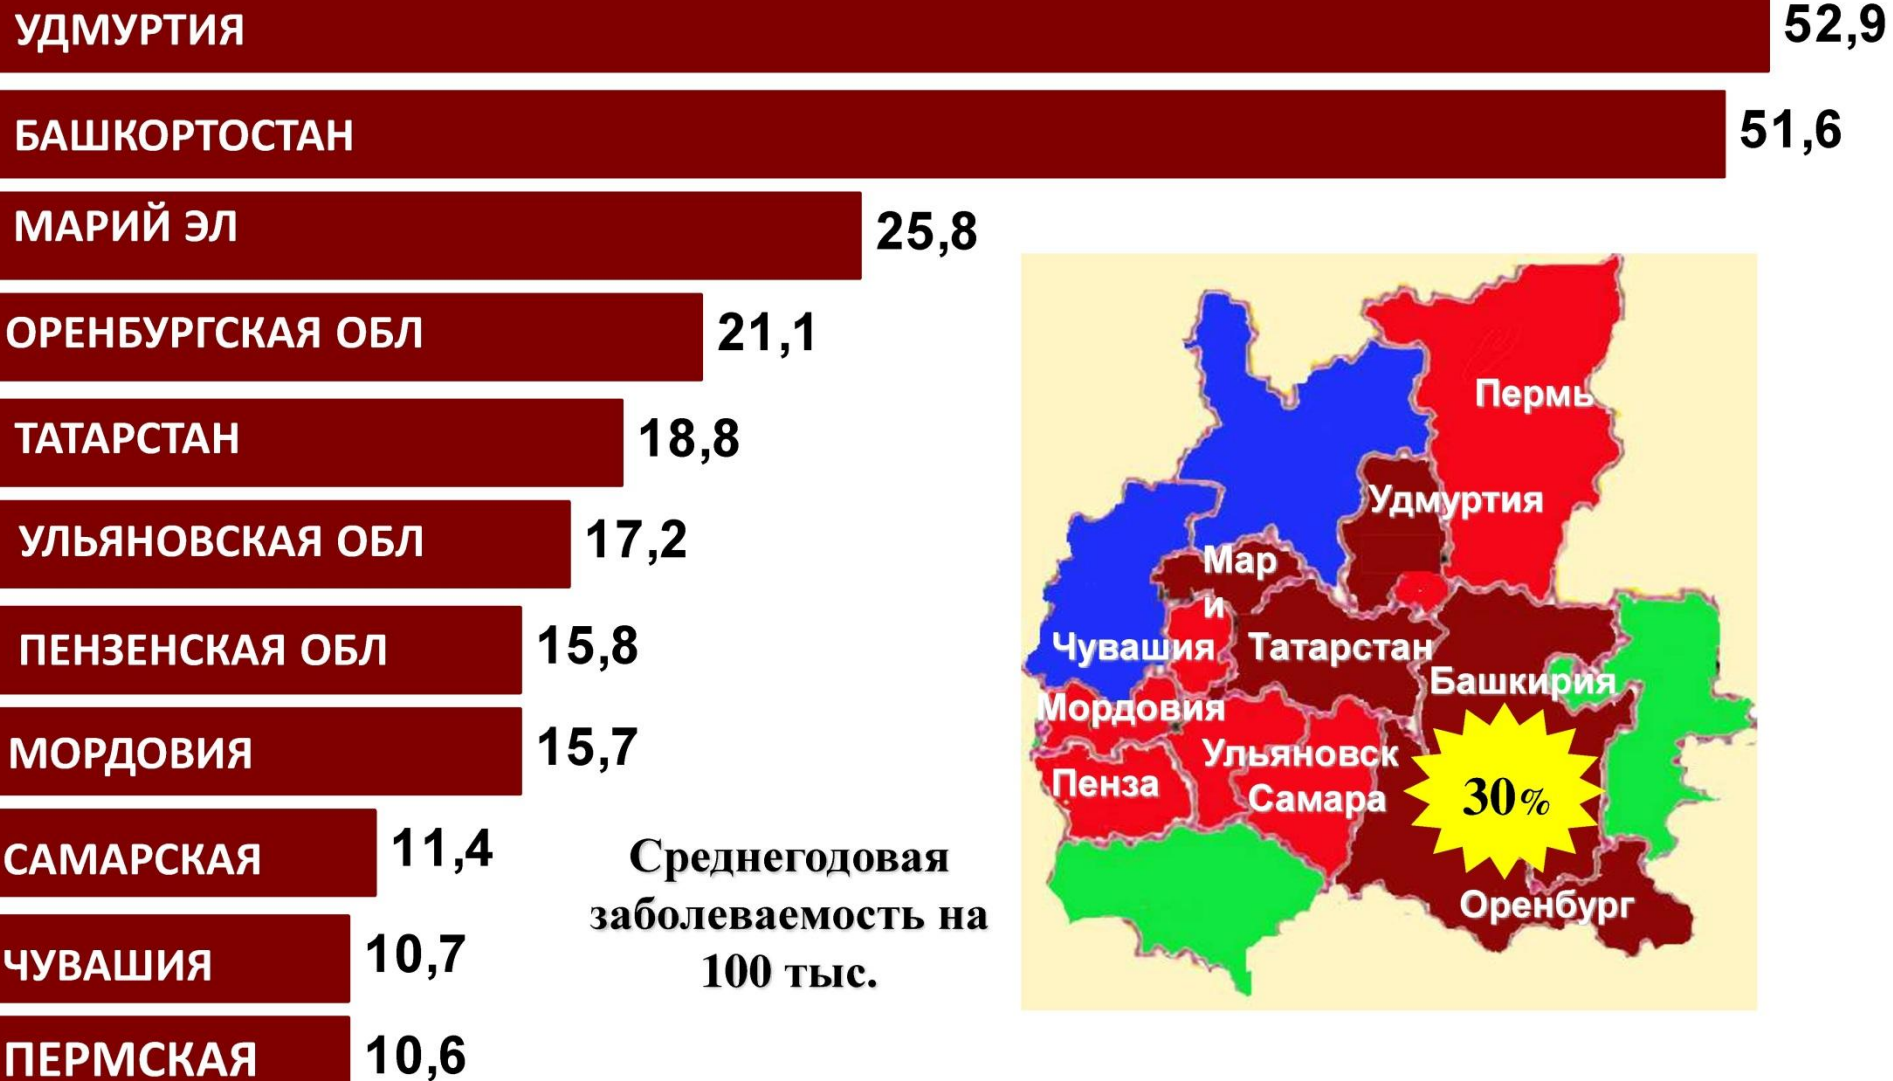 УДМУРТИЯ 52,9
БАШКОРТОСТАН 51,6
МАРИЙ ЭЛ 25,8
ОРЕНБУРГСКАЯ ОБЛ 21,1
ТАТАРСТАН 18,8
УЛЬЯНОВСКАЯ ОБЛ 17,2
ПЕНЗЕНСКАЯ ОБЛ 15,8
МОРДОВИЯ 15,7
САМАРСКАЯ 11,4
ЧУВАШИЯ 10,7
ПЕРМСКАЯ 10,6
Среднегодовая
заболеваемость на
100 тыс.
Пермь
Удмуртия
Мар
и
Чувашия
Татарстан
Башкирия
Мордовия
Ульяновск
Пенза
Самара
30%
Оренбург